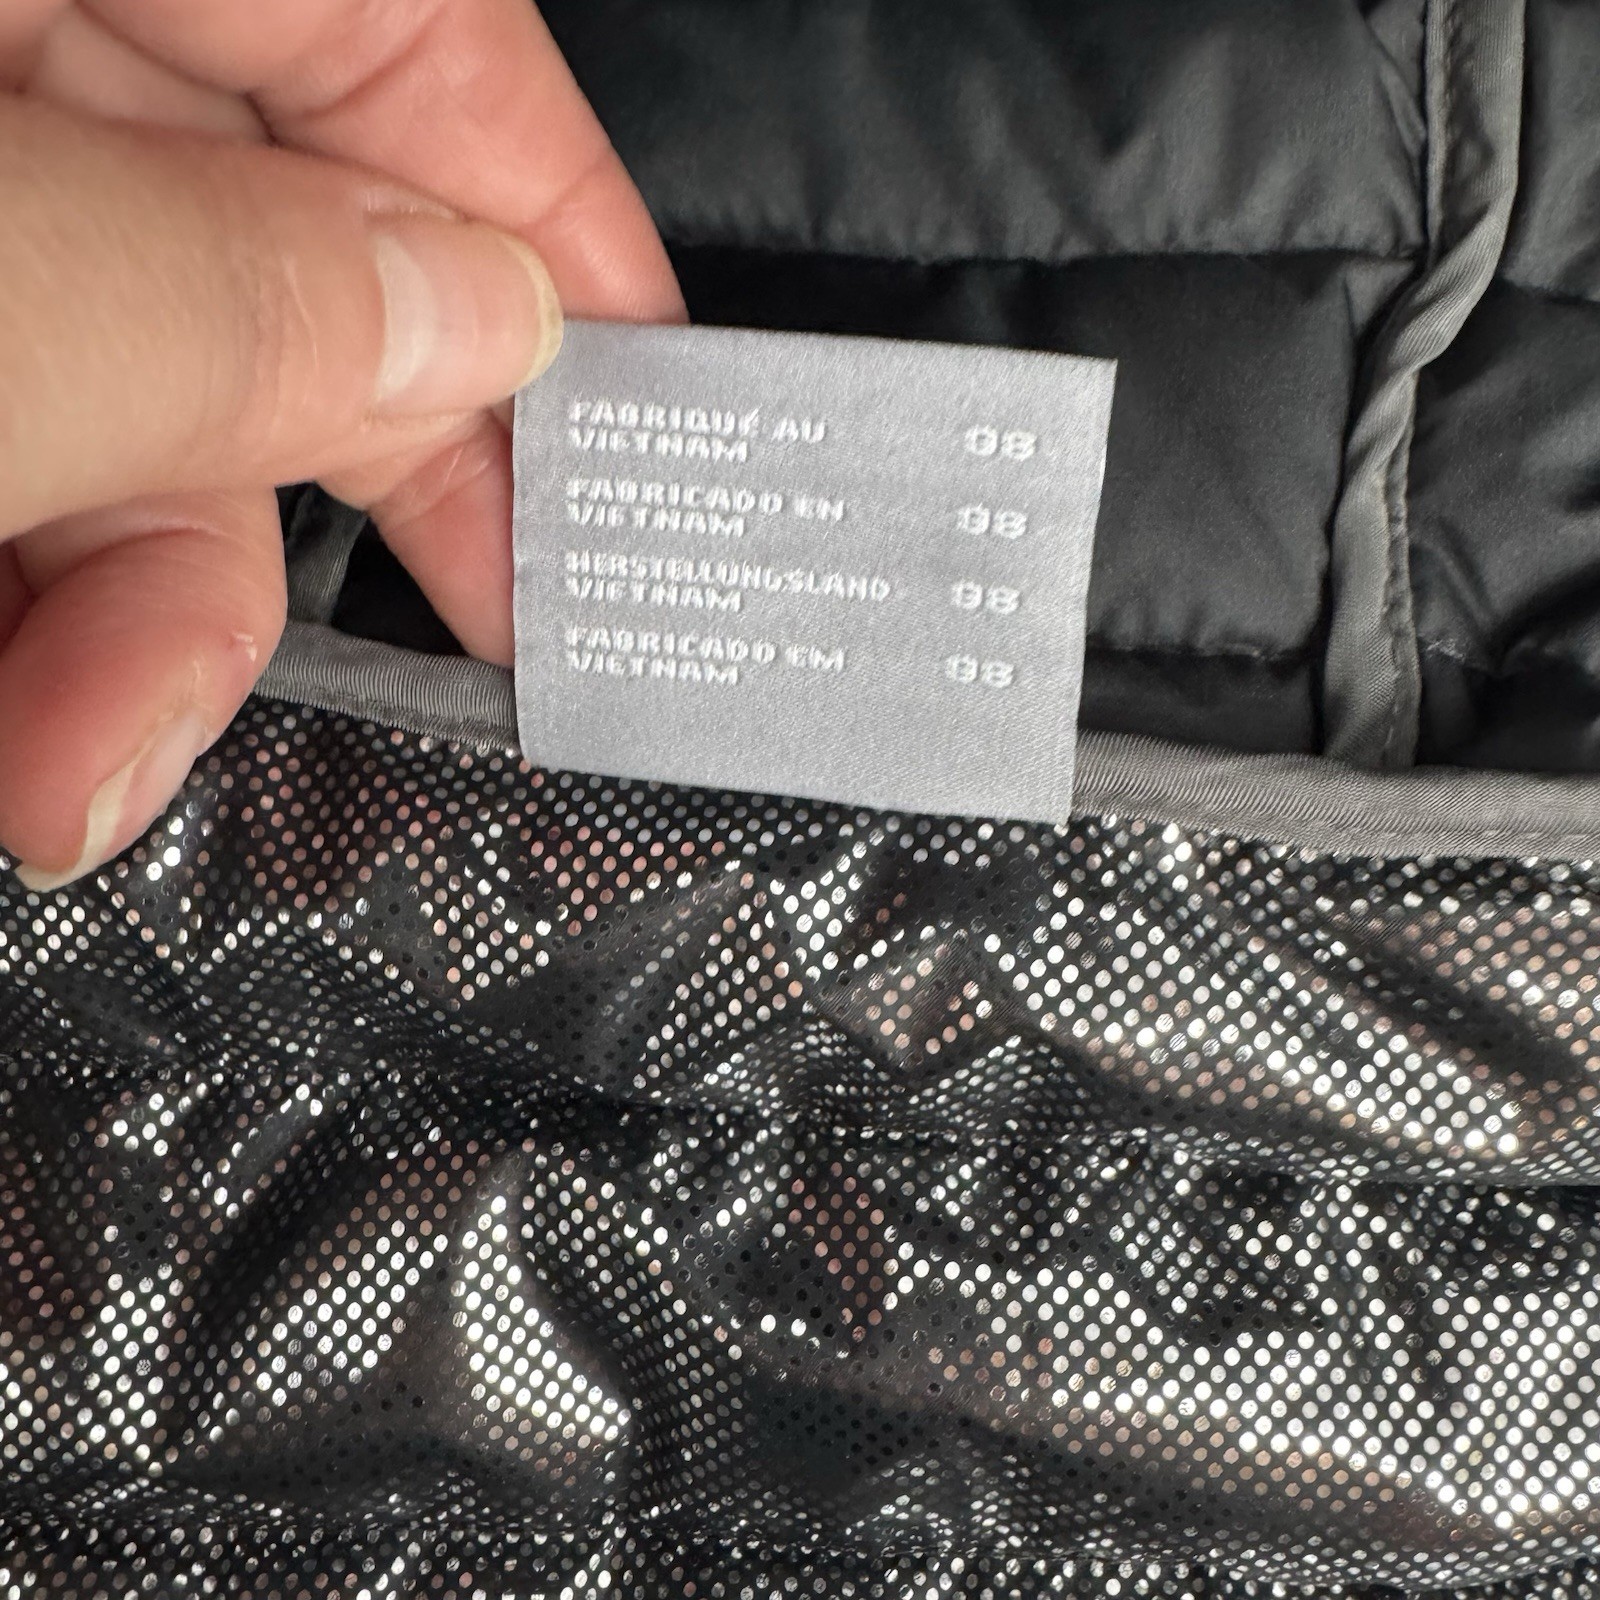 FABRIQUÉ AU
VIETNAM 98
FABRICADO EN
VIETNAM 98
HERSTELLUNGSLAND
VIETNAM 98
FABRICADO EM
VIETNAM 98